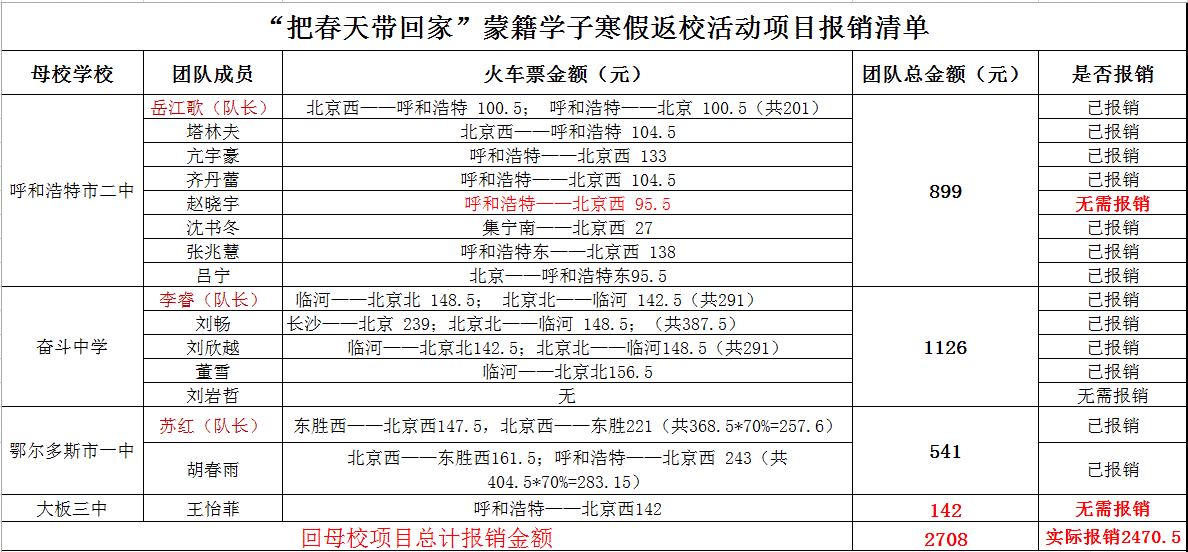 “把春天带回家”蒙籍学子寒假返校活动项目报销清单
母校学校 团队成员 火车票金额（元） 团队总金额（元） 是否报销
呼和浩特市二中 岳江歌（队长） 北京西——呼和浩特 100.5； 呼和浩特——北京 100.5（共201） 899 已报销
塔林夫 北京西——呼和浩特 104.5 已报销
亢宇豪 呼和浩特——北京西 133 已报销
齐丹蕾 呼和浩特——北京西 104.5 已报销
赵晓宇 呼和浩特——北京西 95.5 无需报销
沈书冬 集宁南——北京西 27 已报销
张兆慧 呼和浩特东——北京西 138 已报销
吕宁 北京——呼和浩特东95.5 已报销
奋斗中学 李睿（队长） 临河——北京北 148.5； 北京北——临河 142.5（共291） 1126 已报销
刘畅 长沙——北京 239；北京北——临河 148.5；（共387.5） 已报销
刘欣越 临河——北京北142.5；北京北——临河148.5（共291） 已报销
董雪 临河——北京北156.5 已报销
刘岩哲 无 无需报销
鄂尔多斯市一中 苏红（队长） 东胜西——北京西147.5，北京西——东胜221（共368.5*70%=257.6） 541 已报销
胡春雨 北京西——东胜西161.5；呼和浩特——北京西 243（共
404.5*70%=283.15） 已报销
大板三中 王怡菲 呼和浩特——北京西142 142 无需报销
回母校项目总计报销金额 2708 实际报销2470.5